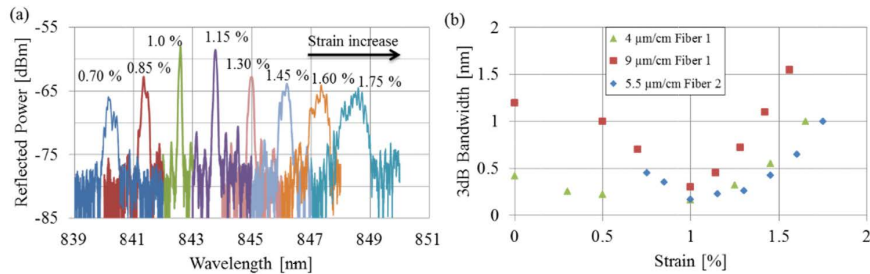 (a)
-55
-65
-75
-85
Reflected Power [dBm]
0.70 %
0.85 %
1.0 %
1.15 %
1.30 %
1.45 %
1.60 %
1.75 %
Strain increase
839 841 843 845 847 849 851
Wavelength [nm]
(b)
2
1.5
1
0.5
0
3dB Bandwidth [nm]
4 µm/cm Fiber 1
9 µm/cm Fiber 1
5.5 µm/cm Fiber 2
0 0.5 1 1.5 2
Strain [%]